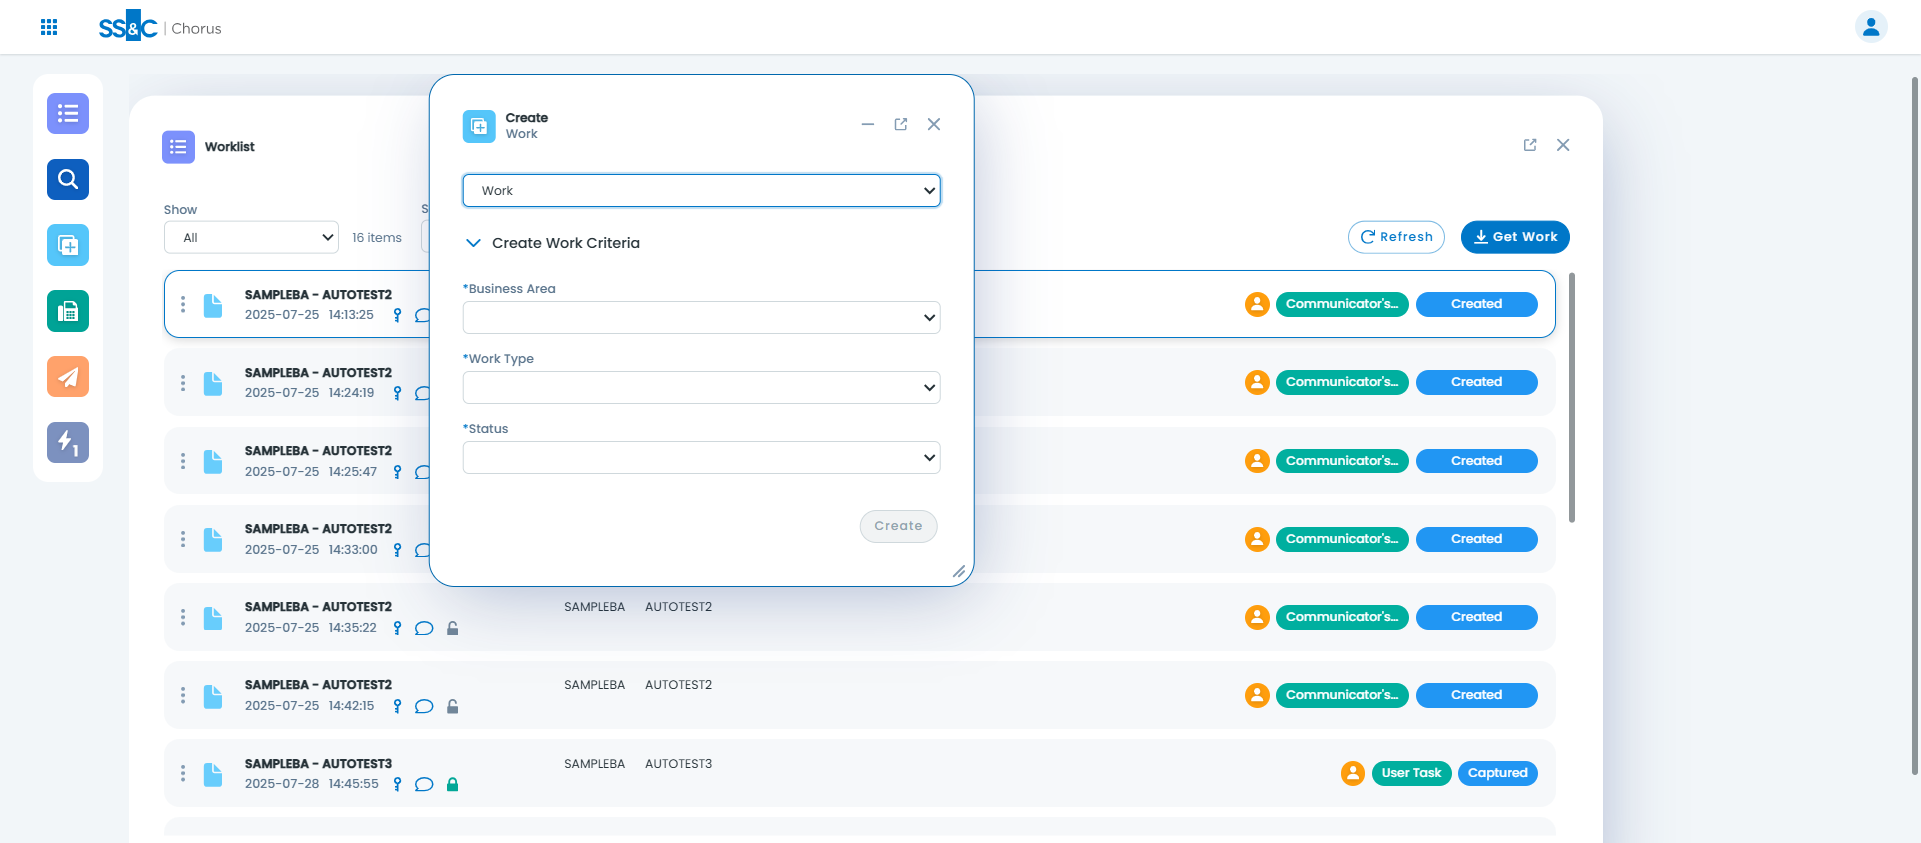 SS&C | Chorus
Worklist
Show
All
16 items
S
Refresh
Get Work
Create
Work
Work
Create Work Criteria
*Business Area
*Work Type
*Status
Create
SAMPLEBA - AUTOTEST2
2025-07-25 14:13:25
Communicator's... Created
SAMPLEBA - AUTOTEST2
2025-07-25 14:24:19
Communicator's... Created
SAMPLEBA - AUTOTEST2
2025-07-25 14:25:47
Communicator's... Created
SAMPLEBA - AUTOTEST2
2025-07-25 14:33:00
Communicator's... Created
SAMPLEBA - AUTOTEST2 SAMPLEBA AUTOTEST2
2025-07-25 14:35:22
Communicator's... Created
SAMPLEBA - AUTOTEST2 SAMPLEBA AUTOTEST2
2025-07-25 14:42:15
Communicator's... Created
SAMPLEBA - AUTOTEST3 SAMPLEBA AUTOTEST3
2025-07-28 14:45:55
User Task Captured
1